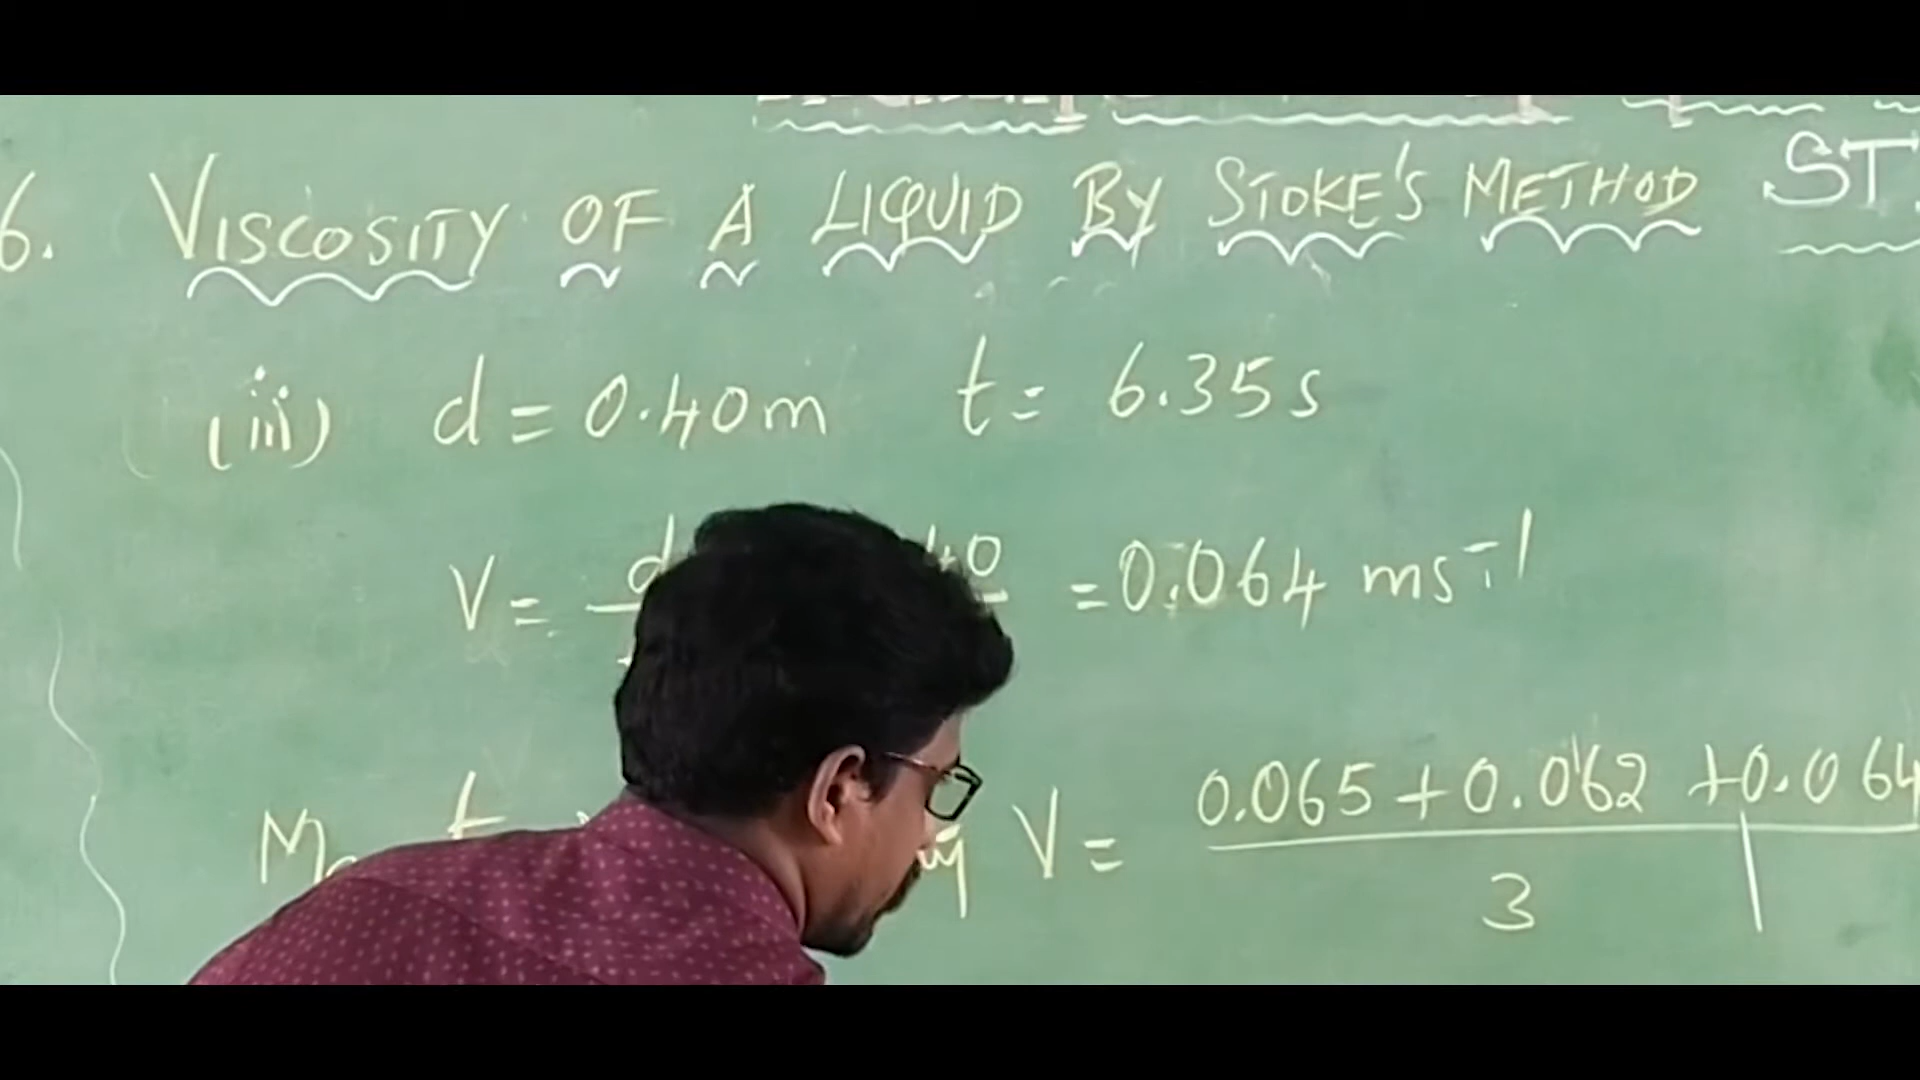 6. VISCOSITY OF A LIQUID BY STOKE'S METHOD ST
(iii) d = 0.40m t = 6.35s
V = d 40 = 0.064 ms⁻¹
V = 0.065 + 0.062 + 0.064
3